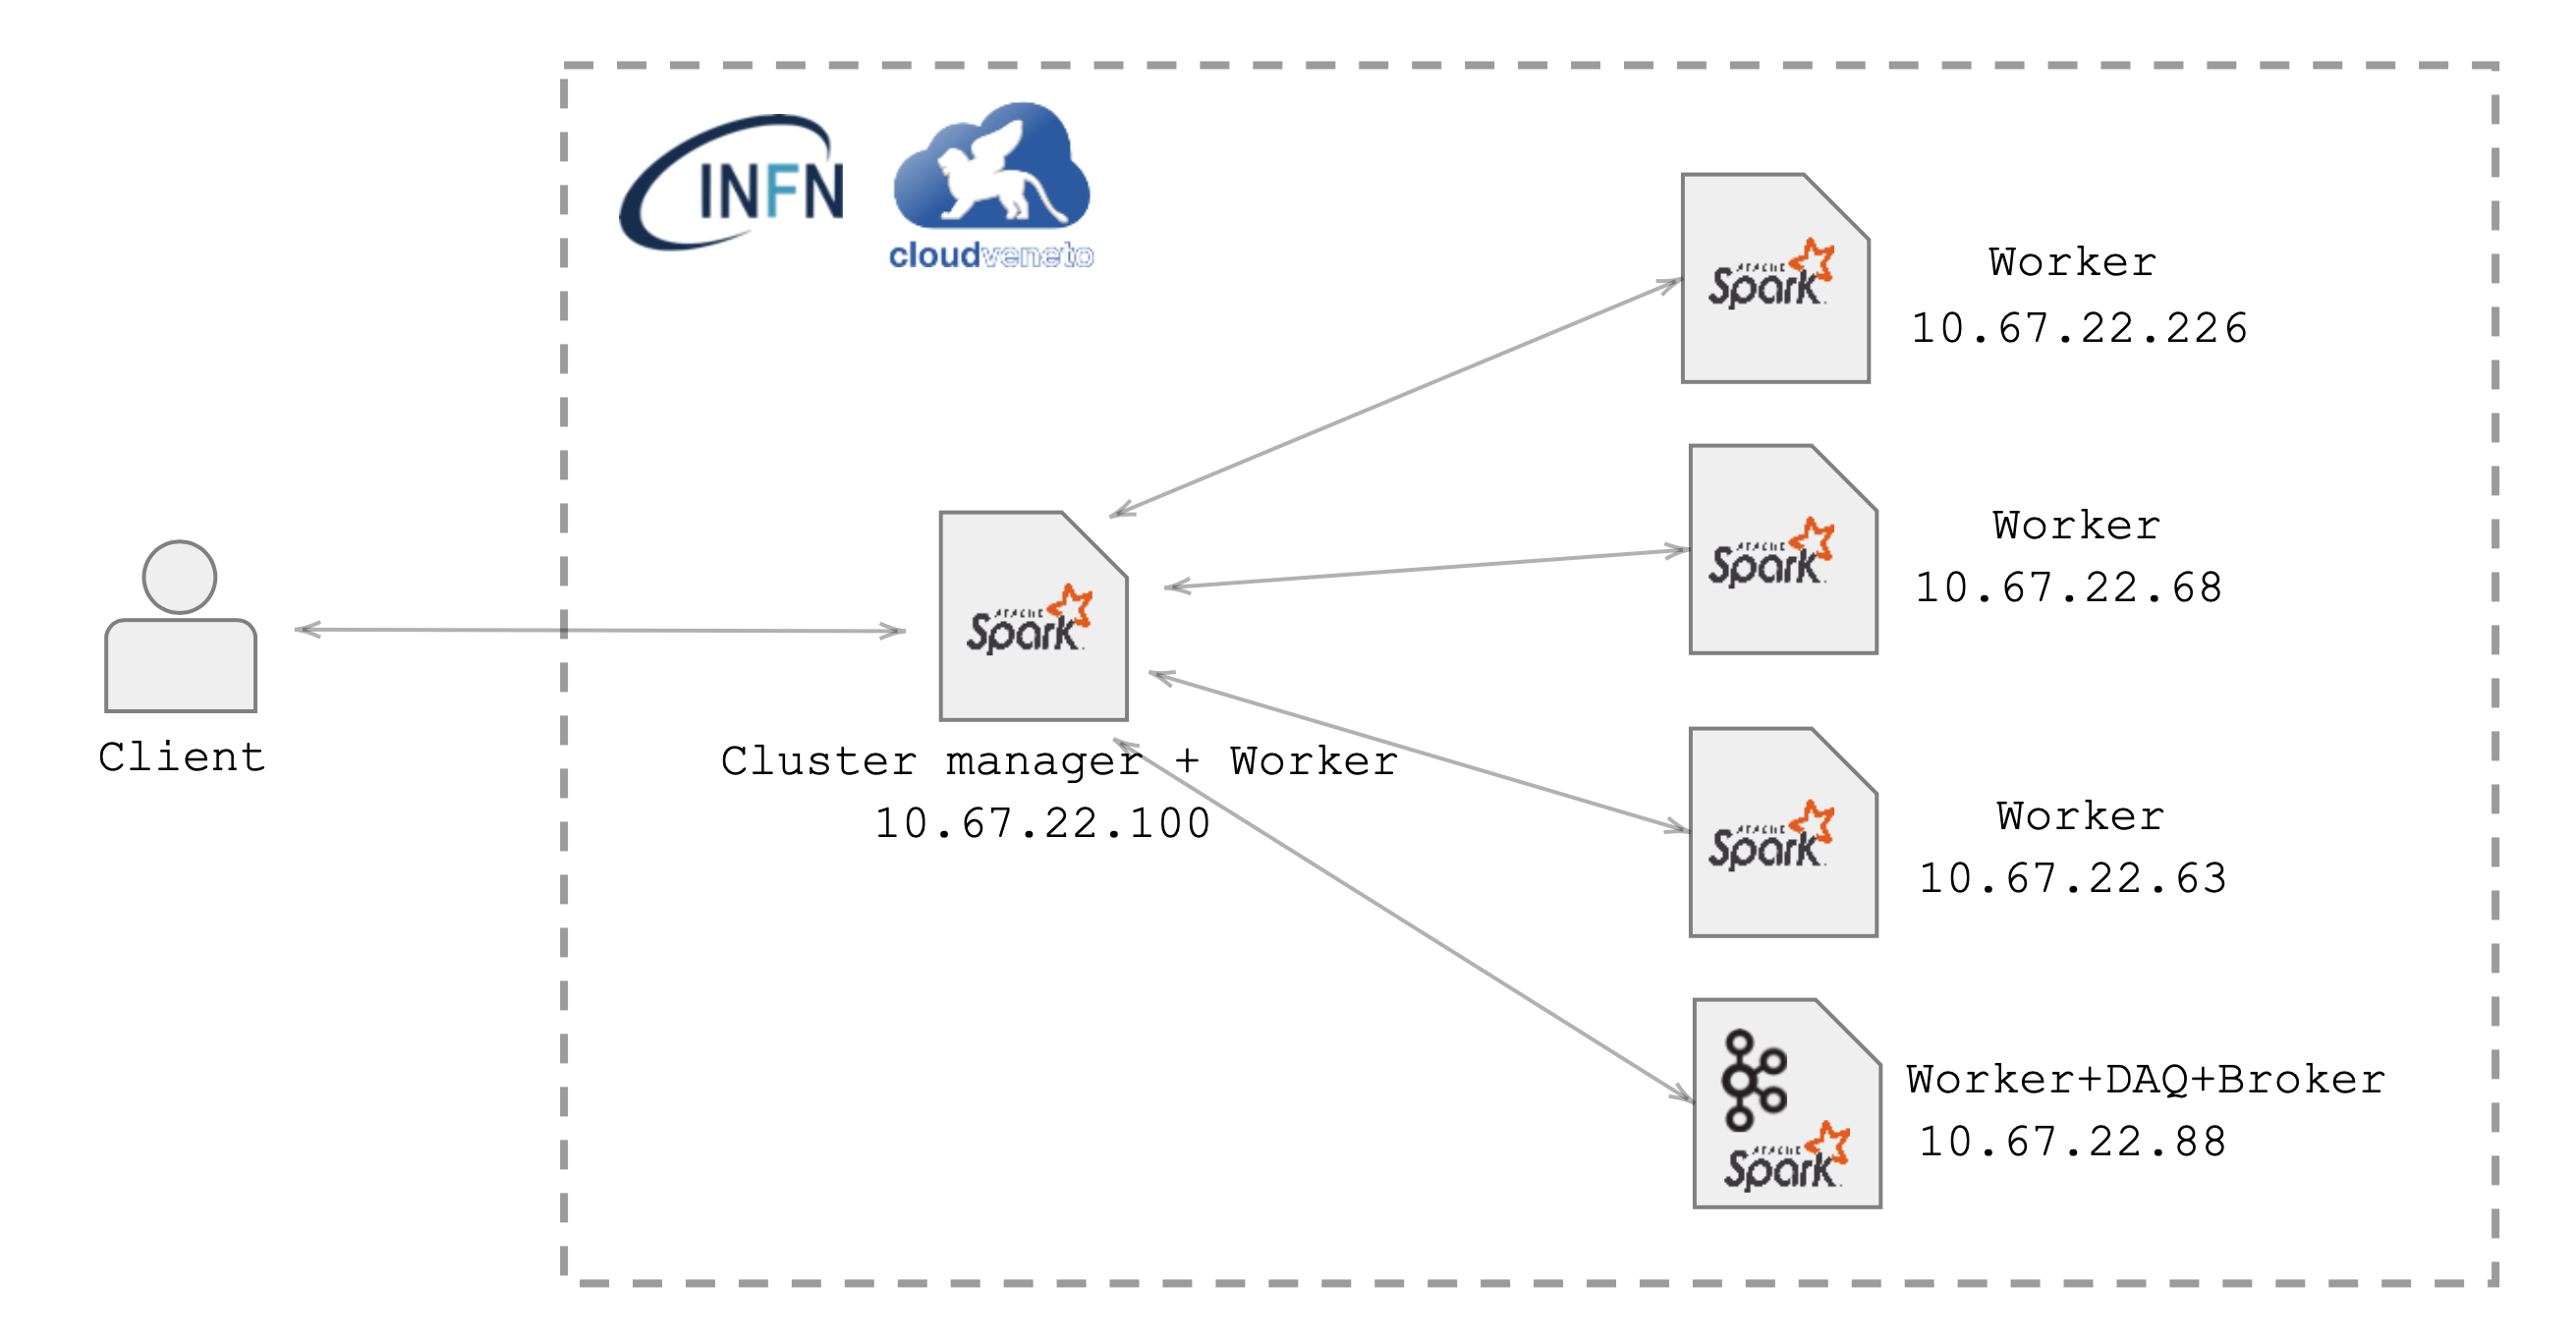 INFN
cloudveneto
APACHE
Spark
Worker
10.67.22.226
APACHE
Spark
Worker
10.67.22.68
Client
APACHE
Spark
Cluster manager + Worker
10.67.22.100
APACHE
Spark
Worker
10.67.22.63
APACHE
Spark
Worker+DAQ+Broker
10.67.22.88